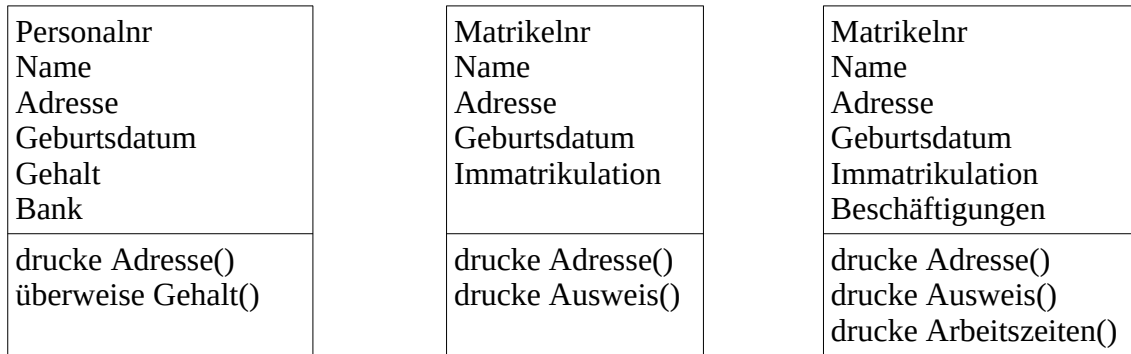 Personalnr
Name
Adresse
Geburtsdatum
Gehalt
Bank
drucke Adresse()
überweise Gehalt()
Matrikelnr
Name
Adresse
Geburtsdatum
Immatrikulation
drucke Adresse()
drucke Ausweis()
Matrikelnr
Name
Adresse
Geburtsdatum
Immatrikulation
Beschäftigungen
drucke Adresse()
drucke Ausweis()
drucke Arbeitszeiten()